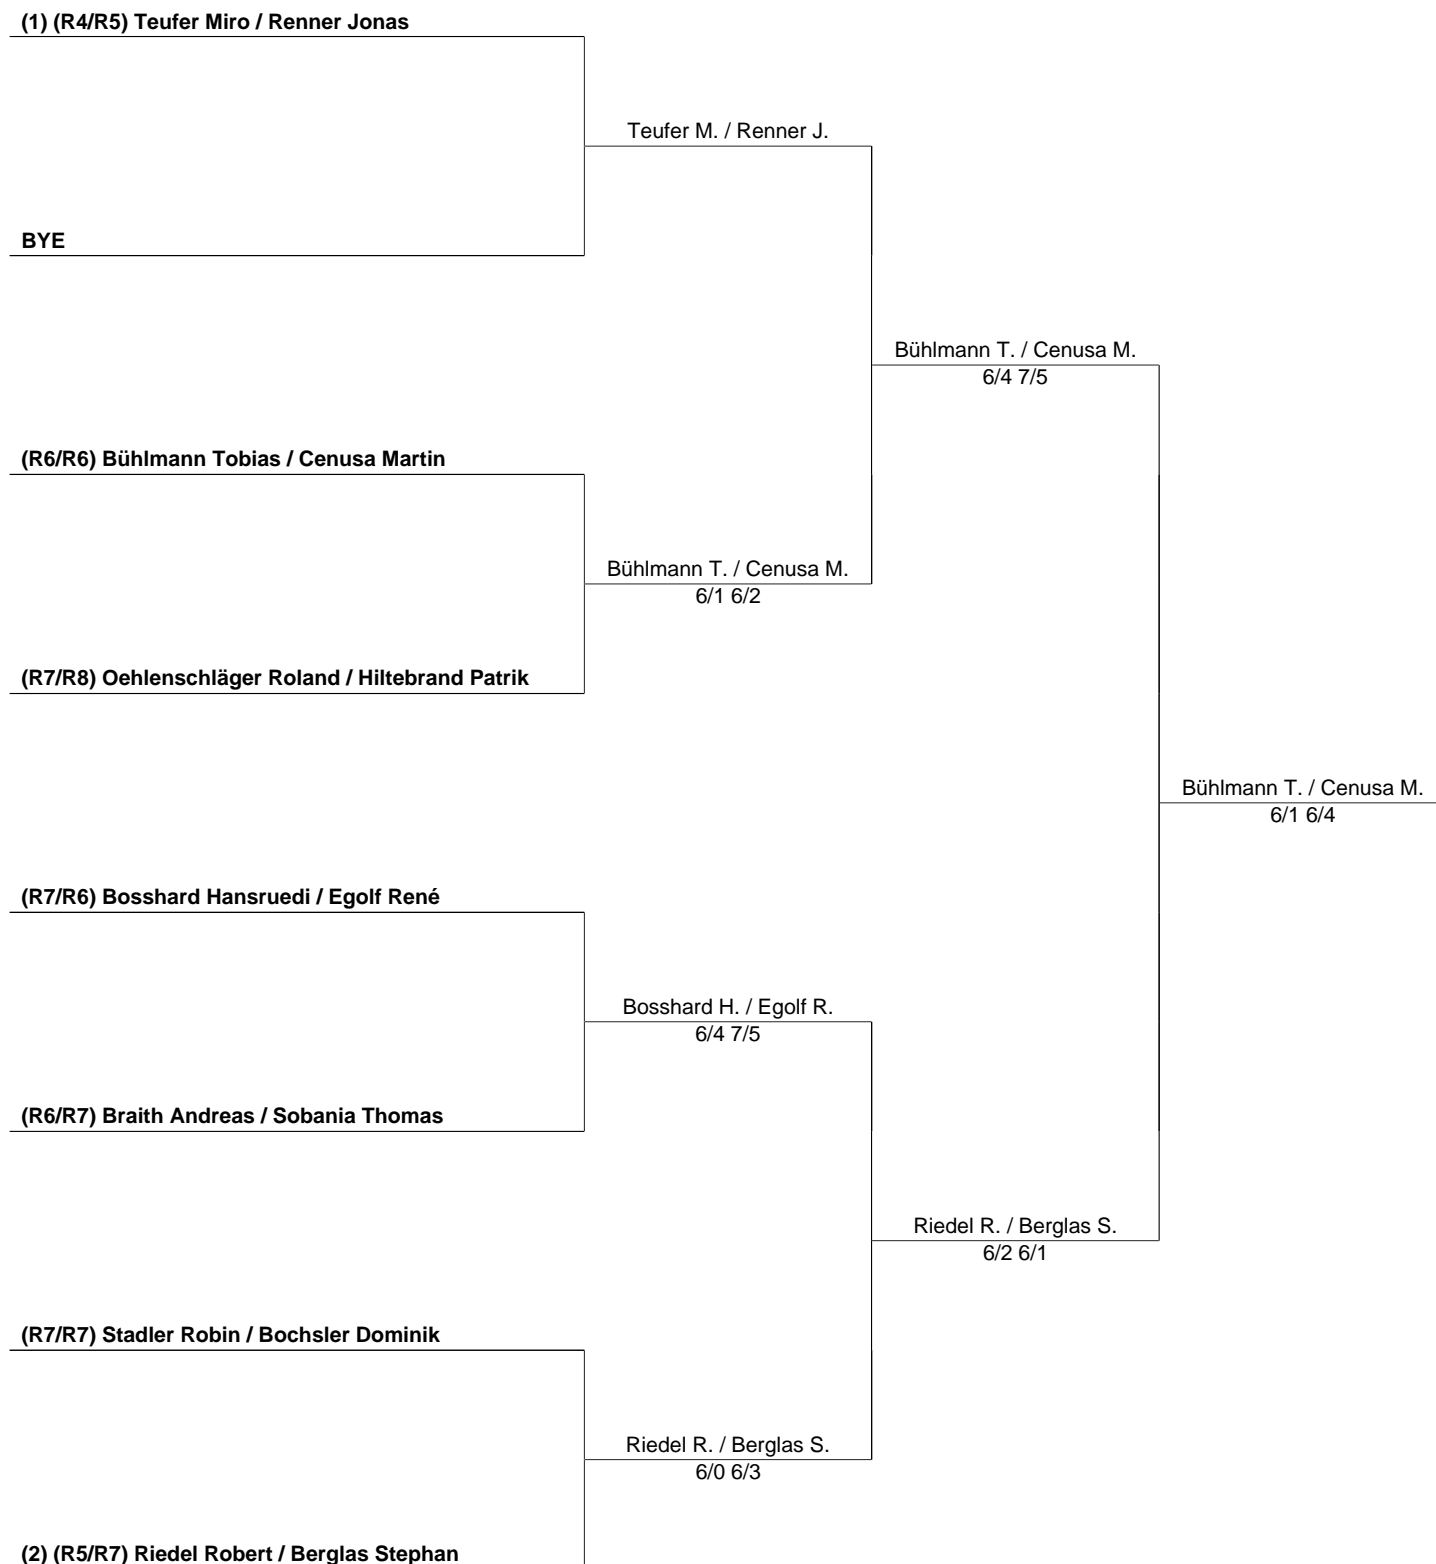 (1) (R4/R5) Teufer Miro / Renner Jonas
Teufer M. / Renner J.
BYE
Bühlmann T. / Cenusa M.
6/4 7/5
(R6/R6) Bühlmann Tobias / Cenusa Martin
Bühlmann T. / Cenusa M.
6/1 6/2
(R7/R8) Oehlenschläger Roland / Hiltebrand Patrik
Bühlmann T. / Cenusa M.
6/1 6/4
(R7/R6) Bosshard Hansruedi / Egolf René
Bosshard H. / Egolf R.
6/4 7/5
(R6/R7) Braith Andreas / Sobania Thomas
Riedel R. / Berglas S.
6/2 6/1
(R7/R7) Stadler Robin / Bochsler Dominik
Riedel R. / Berglas S.
6/0 6/3
(2) (R5/R7) Riedel Robert / Berglas Stephan